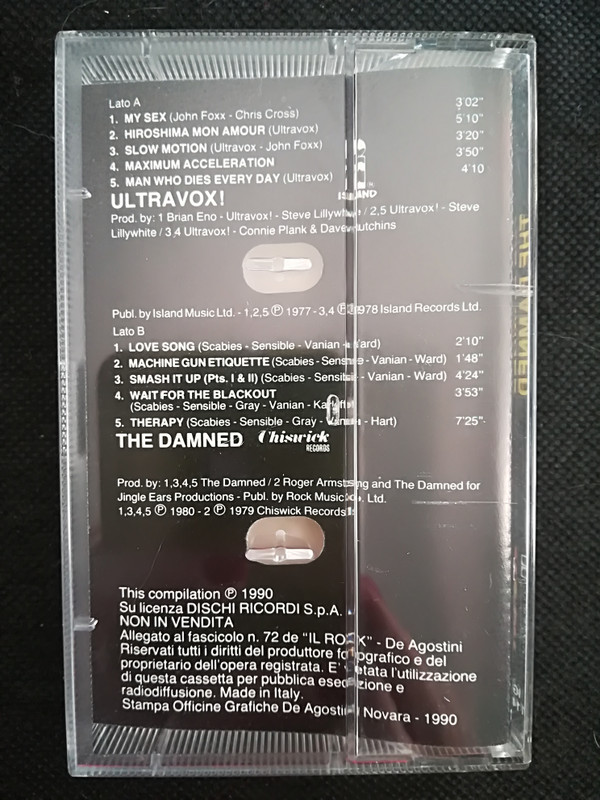 Lato A
1. MY SEX (John Foxx - Chris Cross) 3'02"
2. HIROSHIMA MON AMOUR (Ultravox) 5'10"
3. SLOW MOTION (Ultravox - John Foxx) 3'20"
4. MAXIMUM ACCELERATION 3'50"
5. MAN WHO DIES EVERY DAY (Ultravox) 4'10
ULTRAVOX! ISLAND
Prod. by: 1 Brian Eno - Ultravox! - Steve Lillywhite / 2,5 Ultravox! - Steve
Lillywhite / 3,4 Ultravox! - Connie Plank & Dave Hutchins
Publ. by Island Music Ltd. - 1,2,5 ℗ 1977 - 3,4 ℗ 1978 Island Records Ltd.
Lato B
1. LOVE SONG (Scabies - Sensible - Vanian - Ward) 2'10"
2. MACHINE GUN ETIQUETTE (Scabies - Sensible - Vanian - Ward) 1'48"
3. SMASH IT UP (Pts. I & II) (Scabies - Sensible - Vanian - Ward) 4'24"
4. WAIT FOR THE BLACKOUT 3'53"
(Scabies - Sensible - Gray - Vanian -
5. THERAPY (Scabies - Sensible - Gray - Vanian - Hart) 7'25"
THE DAMNED Chiswick
RECORDS
Prod. by: 1,3,4,5 The Damned / 2 Roger Armstrong and The Damned for
Jingle Ears Productions - Publ. by Rock Music Co. Ltd.
1,3,4,5 ℗ 1980 - 2 ℗ 1979 Chiswick Records
This compilation ℗ 1990
Su licenza DISCHI RICORDI S.p.A.
NON IN VENDITA
Allegato al fascicolo n. 72 de "IL ROCK" - De Agostini
Riservati tutti i diritti del produttore fonografico e del
proprietario dell'opera registrata. E' vietata l'utilizzazione
di questa cassetta per pubblica esecuzione e
radiodiffusione. Made in Italy.
Stampa Officine Grafiche De Agostini Novara - 1990
THE DAMNED